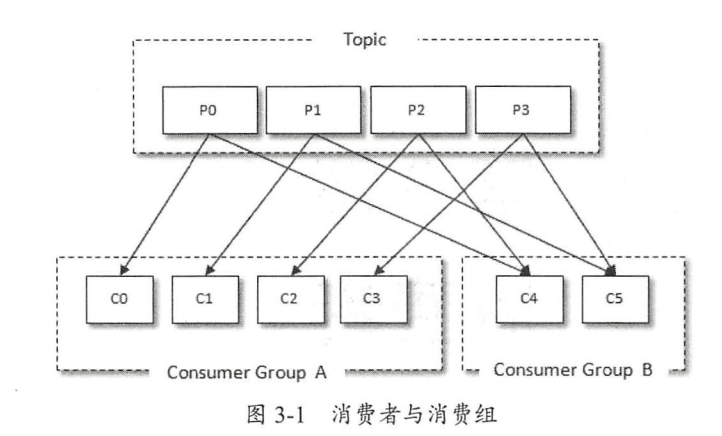 Topic
P0 P1 P2 P3
C0 C1 C2 C3 C4 C5
Consumer Group A Consumer Group B
图 3-1 消费者与消费组